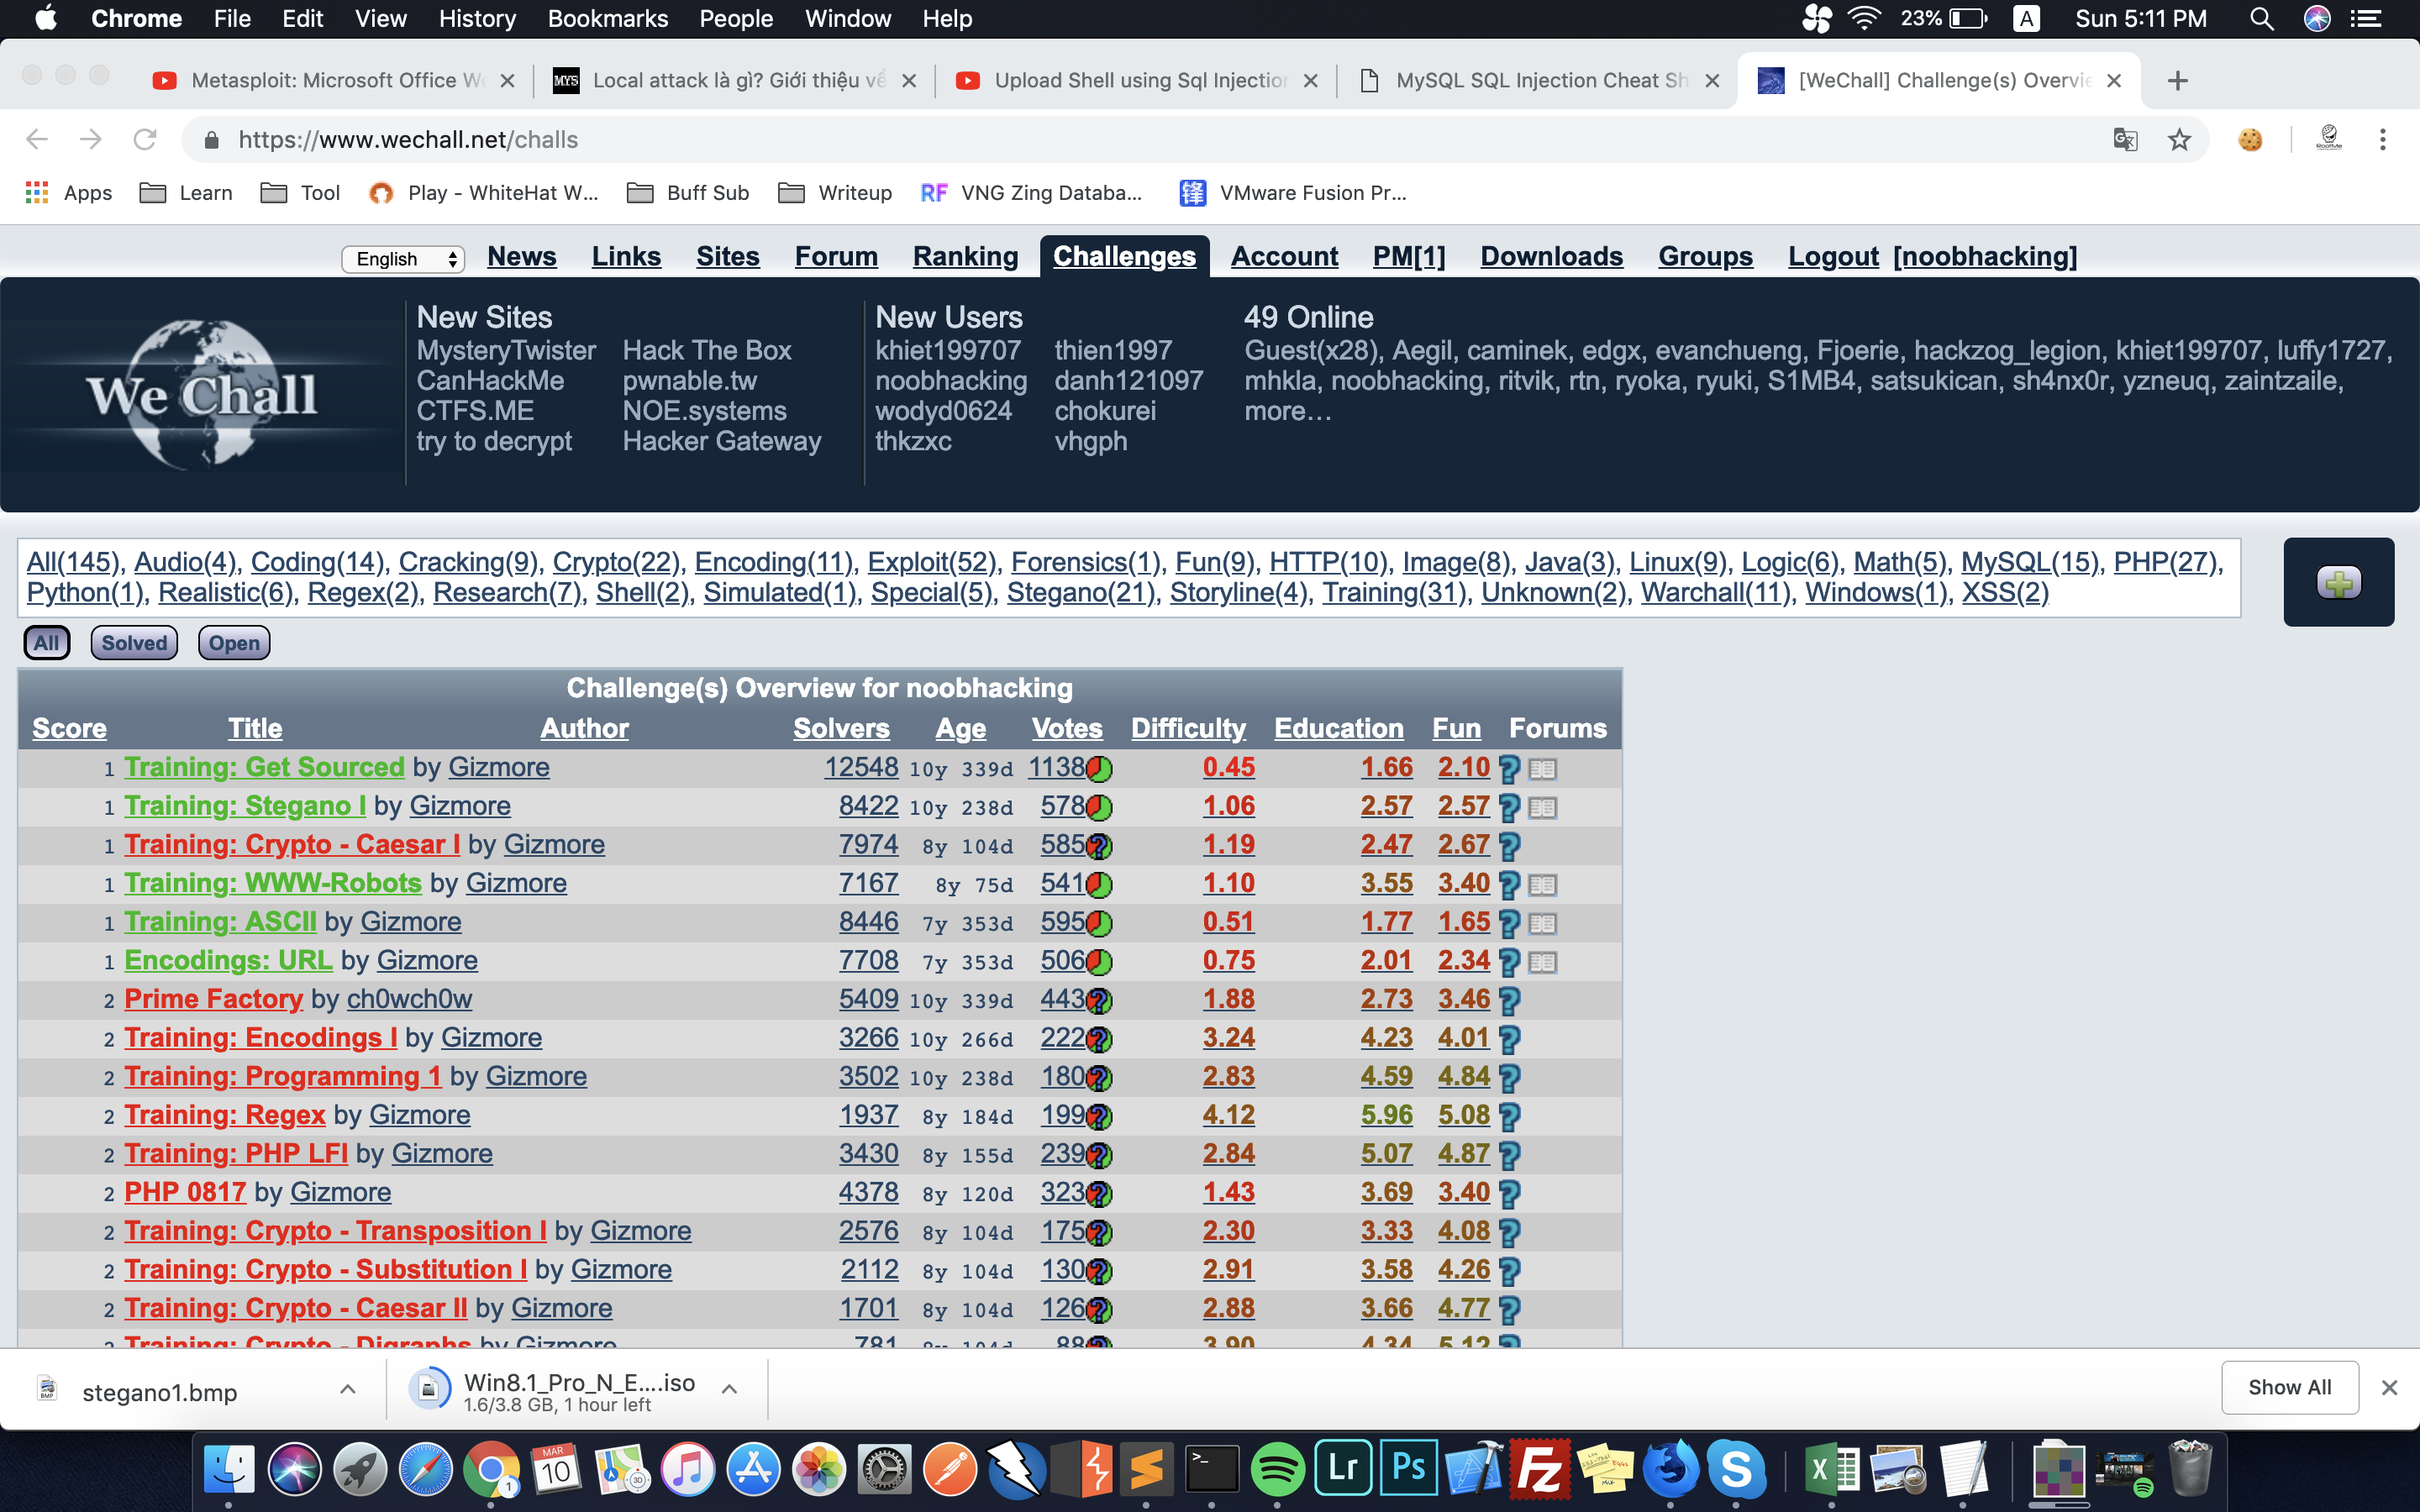 Chrome File Edit View History Bookmarks People Window Help 23% A Sun 5:11 PM
Metasploit: Microsoft Office Wo MYS Local attack là gì? Giới thiệu về Upload Shell using Sql Injection MySQL SQL Injection Cheat Sh [WeChall] Challenge(s) Overvie
https://www.wechall.net/challs
Apps Learn Tool Play - WhiteHat W... Buff Sub Writeup RF VNG Zing Databa... 锋 VMware Fusion Pr...
English News Links Sites Forum Ranking Challenges Account PM[1] Downloads Groups Logout [noobhacking]
We Chall
New Sites
MysteryTwister Hack The Box
CanHackMe pwnable.tw
CTFS.ME NOE.systems
try to decrypt Hacker Gateway
New Users
khiet199707 thien1997
noobhacking danh121097
wodyd0624 chokurei
thkzxc vhgph
49 Online
Guest(x28), Aegil, caminek, edgx, evanchueng, Fjoerie, hackzog_legion, khiet199707, luffy1727,
mhkla, noobhacking, ritvik, rtn, ryoka, ryuki, S1MB4, satsukican, sh4nx0r, yzneuq, zaintzaile,
more...
All(145), Audio(4), Coding(14), Cracking(9), Crypto(22), Encoding(11), Exploit(52), Forensics(1), Fun(9), HTTP(10), Image(8), Java(3), Linux(9), Logic(6), Math(5), MySQL(15), PHP(27),
Python(1), Realistic(6), Regex(2), Research(7), Shell(2), Simulated(1), Special(5), Stegano(21), Storyline(4), Training(31), Unknown(2), Warchall(11), Windows(1), XSS(2)
All Solved Open
Challenge(s) Overview for noobhacking
Score Title Author Solvers Age Votes Difficulty Education Fun Forums
1 Training: Get Sourced by Gizmore 12548 10y 339d 1138 0.45 1.66 2.10
1 Training: Stegano I by Gizmore 8422 10y 238d 578 1.06 2.57 2.57
1 Training: Crypto - Caesar I by Gizmore 7974 8y 104d 585 1.19 2.47 2.67
1 Training: WWW-Robots by Gizmore 7167 8y 75d 541 1.10 3.55 3.40
1 Training: ASCII by Gizmore 8446 7y 353d 595 0.51 1.77 1.65
1 Encodings: URL by Gizmore 7708 7y 353d 506 0.75 2.01 2.34
2 Prime Factory by ch0wch0w 5409 10y 339d 443 1.88 2.73 3.46
2 Training: Encodings I by Gizmore 3266 10y 266d 222 3.24 4.23 4.01
2 Training: Programming 1 by Gizmore 3502 10y 238d 180 2.83 4.59 4.84
2 Training: Regex by Gizmore 1937 8y 184d 199 4.12 5.96 5.08
2 Training: PHP LFI by Gizmore 3430 8y 155d 239 2.84 5.07 4.87
2 PHP 0817 by Gizmore 4378 8y 120d 323 1.43 3.69 3.40
2 Training: Crypto - Transposition I by Gizmore 2576 8y 104d 175 2.30 3.33 4.08
2 Training: Crypto - Substitution I by Gizmore 2112 8y 104d 130 2.91 3.58 4.26
2 Training: Crypto - Caesar II by Gizmore 1701 8y 104d 126 2.88 3.66 4.77
2 Training: Crypto - Digraphs by Gizmore 781 8y 104d 88 3.90 4.34 5.12
stegano1.bmp Win8.1_Pro_N_E....iso Show All
1.6/3.8 GB, 1 hour left
1 MAR 10 3D >_ Lr Ps Fz S X